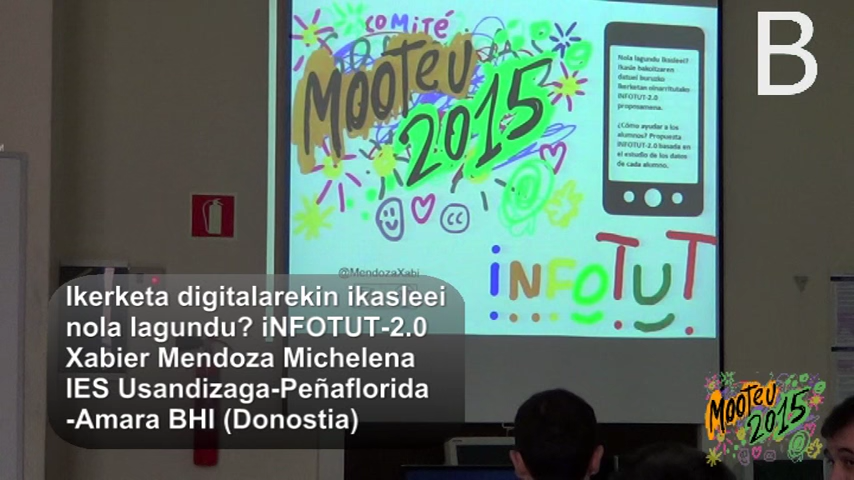 B
COMITÉ
MOOTEU
2015
Nola lagundu ikasleei?
Ikasle bakoitzaren
datuei buruzko
ikerketan oinarritutako
iNFOTUT-2.0
proposamena.
¿Cómo ayudar a los
alumnos? Propuesta
iNFOTUT-2.0 basada en
el estudio de los datos
de cada alumno.
cc
iNFOTUT
@MendozaXabi
Ikerketa digitalarekin ikasleei
nola lagundu? iNFOTUT-2.0
Xabier Mendoza Michelena
IES Usandizaga-Peñaflorida
-Amara BHI (Donostia)
MOOTEU
2015